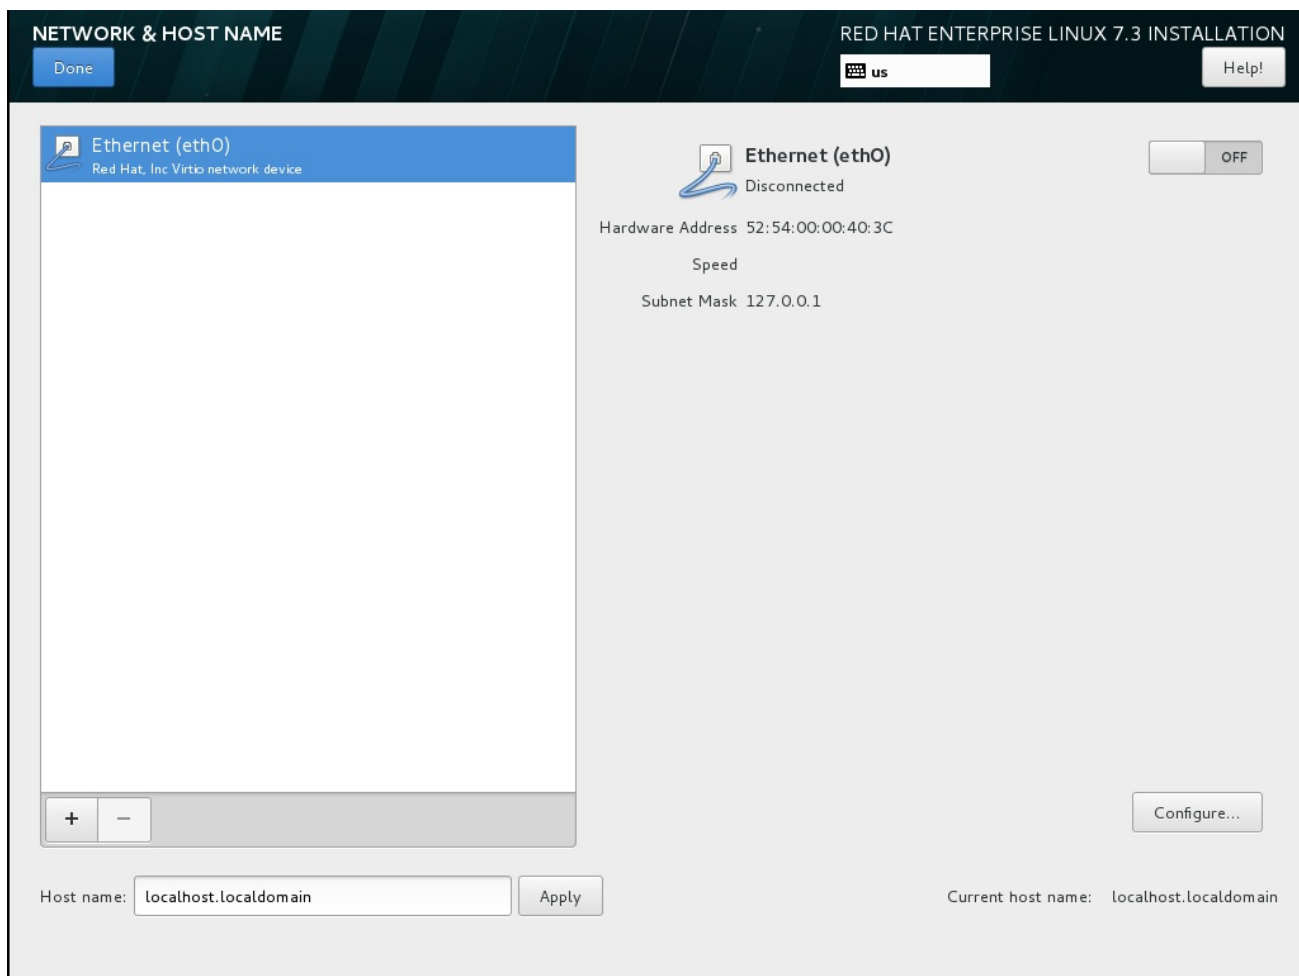 NETWORK & HOST NAME
RED HAT ENTERPRISE LINUX 7.3 INSTALLATION
Done
us
Help!
Ethernet (eth0)
Red Hat, Inc Virtio network device
Ethernet (eth0)
OFF
Disconnected
Hardware Address 52:54:00:00:40:3C
Speed
Subnet Mask 127.0.0.1
+ −
Configure...
Host name: localhost.localdomain Apply
Current host name: localhost.localdomain